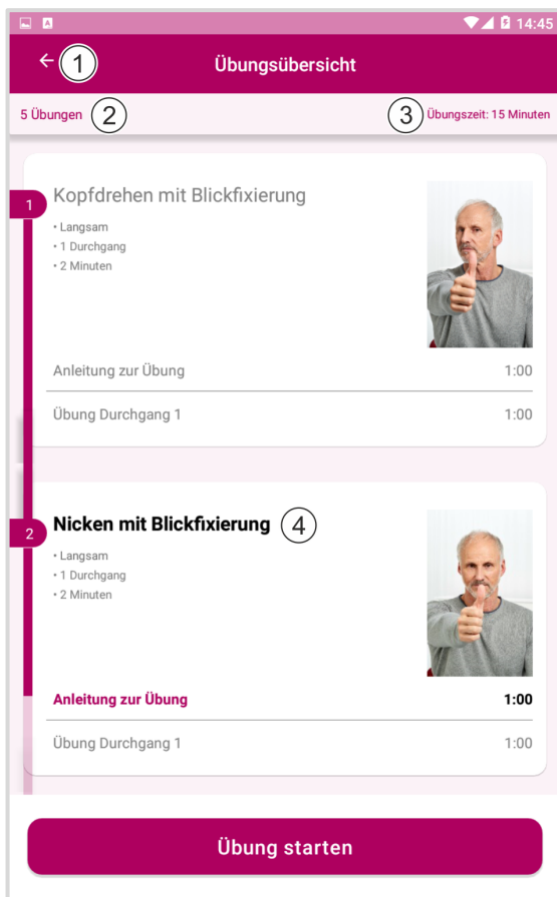 14:45
1
Übungsübersicht
5 Übungen 2
3 Übungszeit: 15 Minuten
1
Kopfdrehen mit Blickfixierung
• Langsam
• 1 Durchgang
• 2 Minuten
Anleitung zur Übung 1:00
Übung Durchgang 1 1:00
2
Nicken mit Blickfixierung 4
• Langsam
• 1 Durchgang
• 2 Minuten
Anleitung zur Übung 1:00
Übung Durchgang 1 1:00
Übung starten